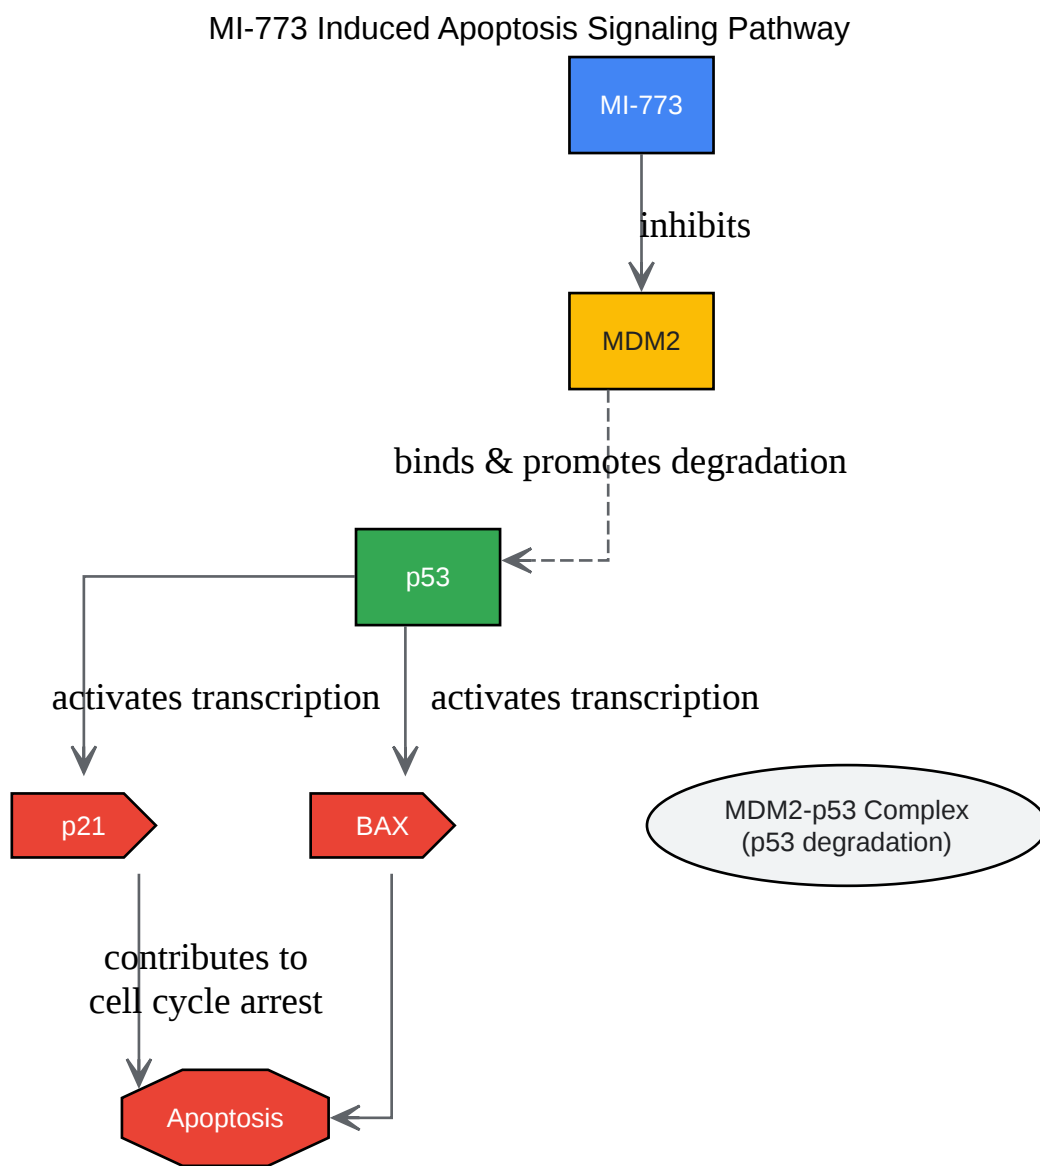 MI-773 Induced Apoptosis Signaling Pathway
MI-773
inhibits
MDM2
binds & promotes degradation
p53
activates transcription
activates transcription
p21
BAX
MDM2-p53 Complex
(p53 degradation)
contributes to
cell cycle arrest
Apoptosis